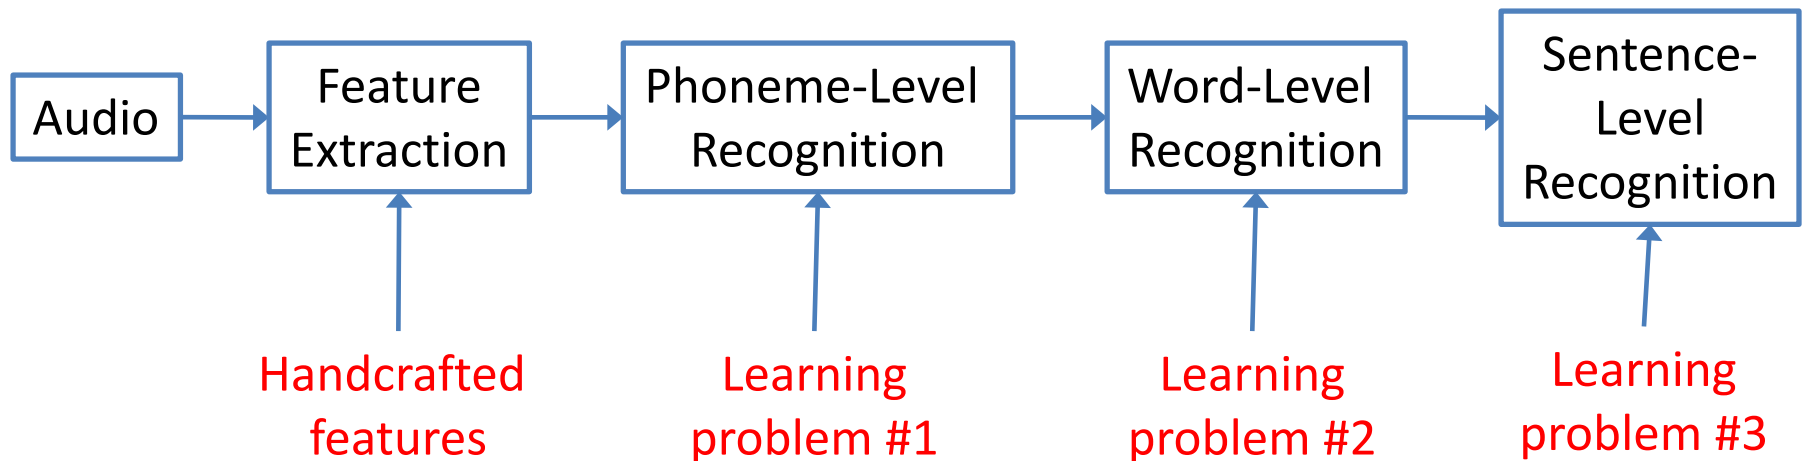 Audio
Feature
Extraction
Phoneme-Level
Recognition
Word-Level
Recognition
Sentence-
Level
Recognition
Handcrafted
features
Learning
problem #1
Learning
problem #2
Learning
problem #3